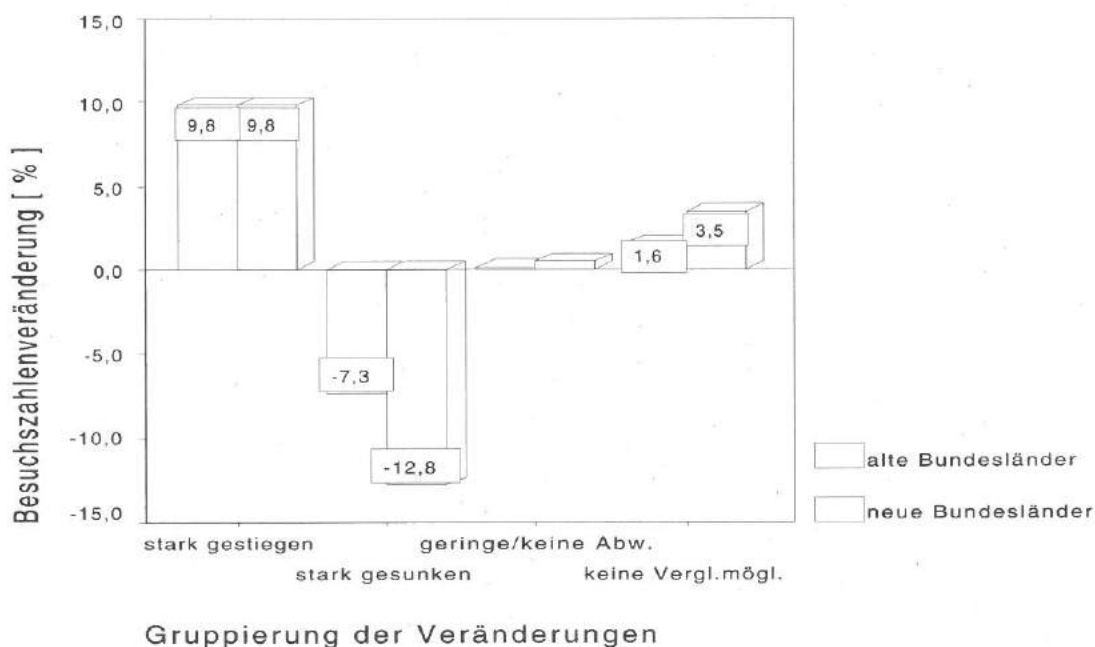 Besuchszahlenveränderung [ % ]
15,0
10,0
5,0
0,0
-5,0
-10,0
-15,0
9,8
9,8
-7,3
-12,8
1,6
3,5
alte Bundesländer
neue Bundesländer
stark gestiegen
geringe/keine Abw.
stark gesunken
keine Vergl.mögl.
Gruppierung der Veränderungen